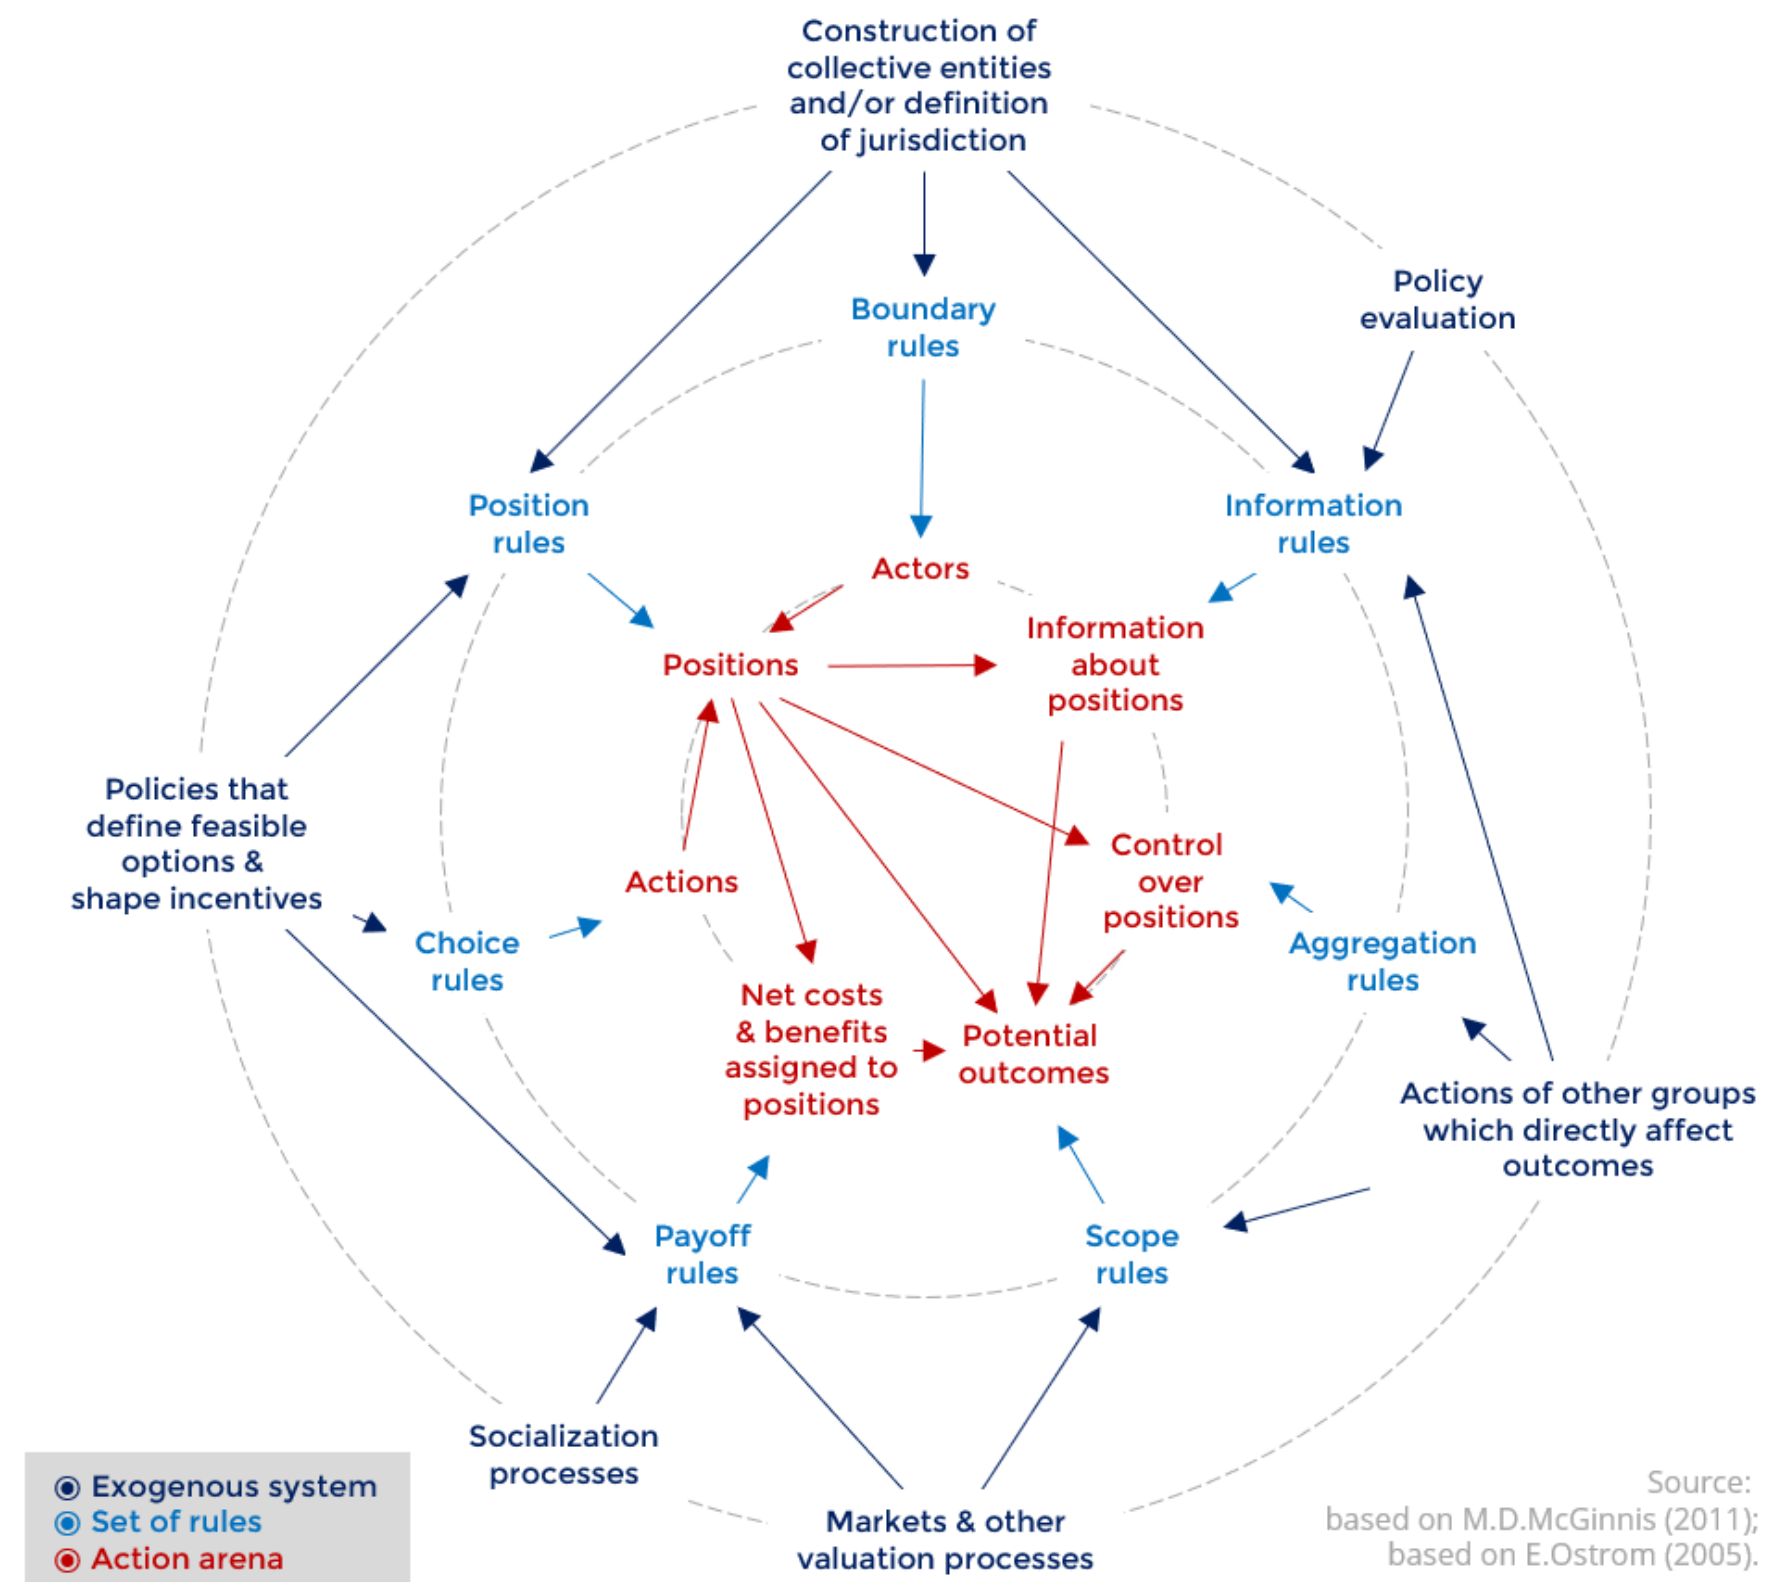 Construction of
collective entities
and/or definition
of jurisdiction
Policy
evaluation
Boundary
rules
Position
rules
Information
rules
Actors
Information
about
positions
Positions
Policies that
define feasible
options &
shape incentives
Control
over
positions
Actions
Choice
rules
Aggregation
rules
Net costs
& benefits
assigned to
positions
Potential
outcomes
Actions of other groups
which directly affect
outcomes
Payoff
rules
Scope
rules
Socialization
processes
Markets & other
valuation processes
Exogenous system
Set of rules
Action arena
Source:
based on M.D.McGinnis (2011);
based on E.Ostrom (2005).